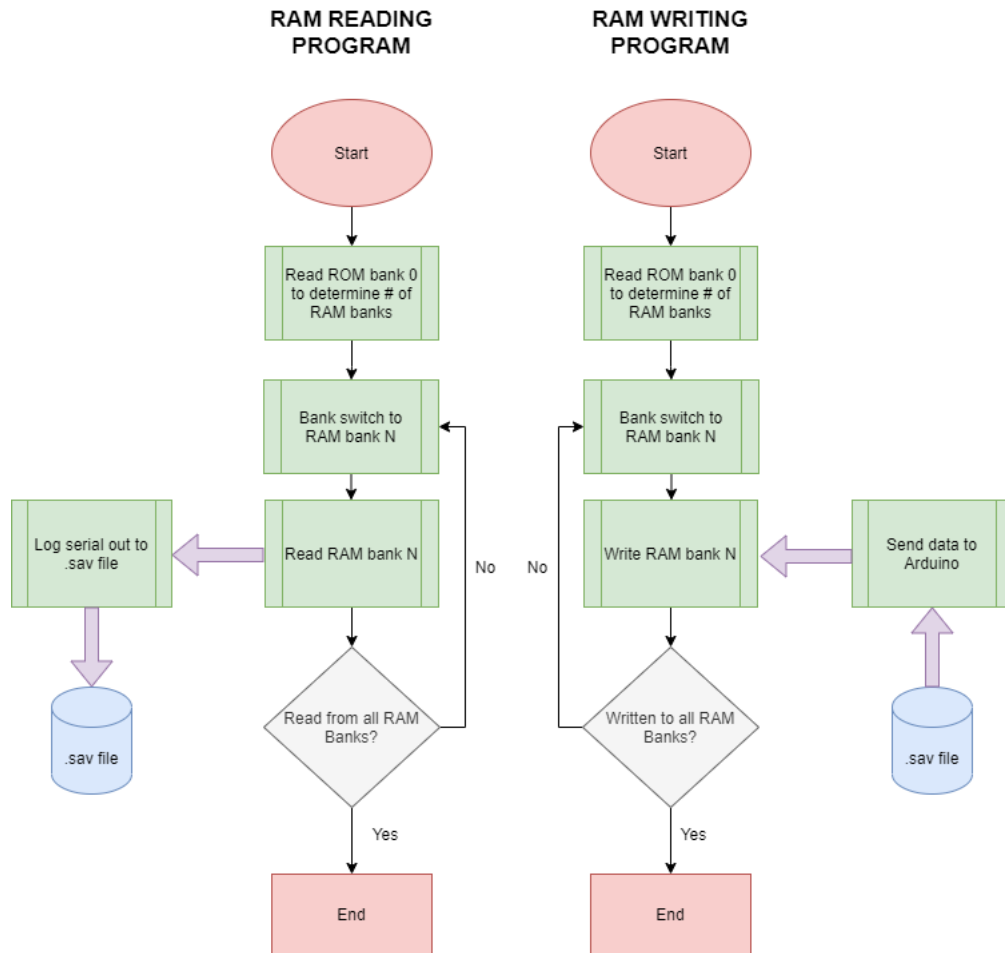 RAM READING
PROGRAM
Start
Read ROM bank 0
to determine # of
RAM banks
Bank switch to
RAM bank N
Log serial out to
.sav file
Read RAM bank N
No
.sav file
Read from all RAM
Banks?
Yes
End
RAM WRITING
PROGRAM
Start
Read ROM bank 0
to determine # of
RAM banks
Bank switch to
RAM bank N
No
Write RAM bank N
Send data to
Arduino
Written to all RAM
Banks?
.sav file
Yes
End